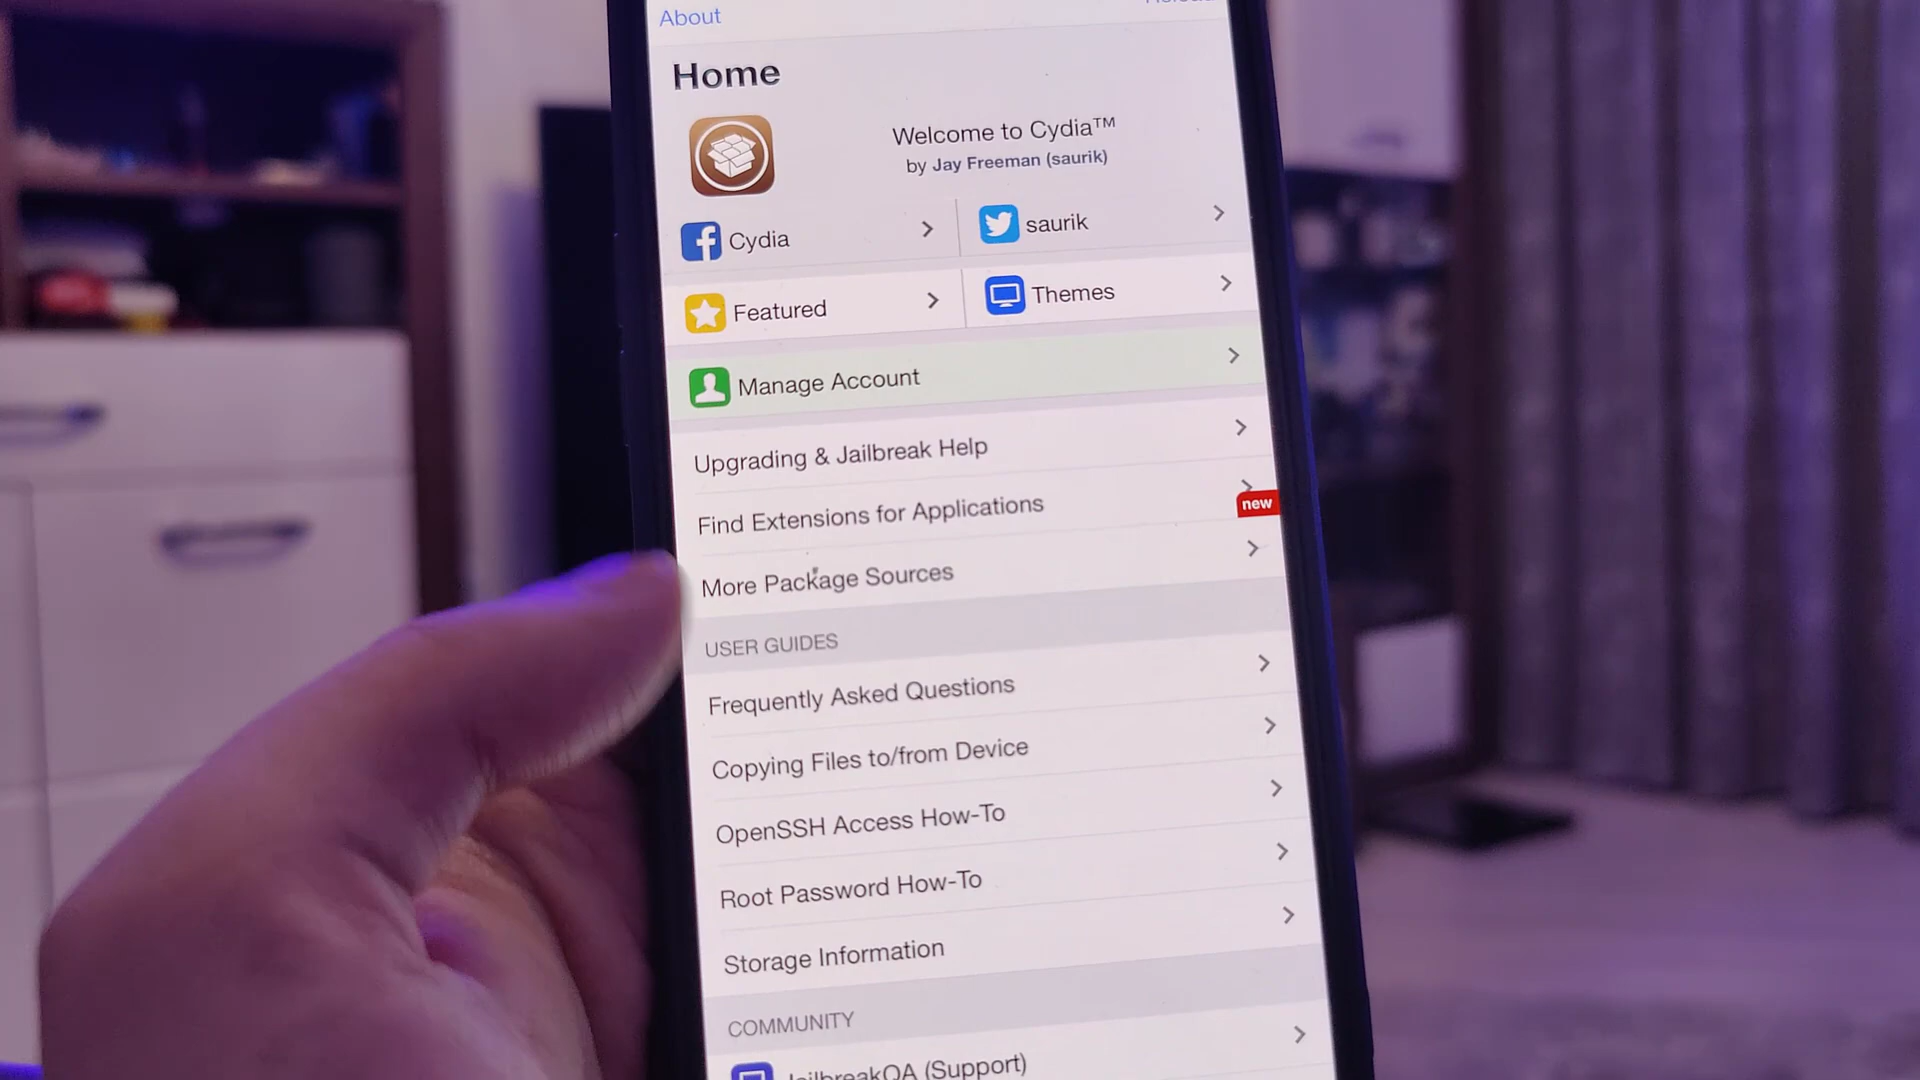 About
Home
Welcome to Cydia™
by Jay Freeman (saurik)
Cydia
saurik
Featured
Themes
Manage Account
Upgrading & Jailbreak Help
Find Extensions for Applications
new
More Package Sources
USER GUIDES
Frequently Asked Questions
Copying Files to/from Device
OpenSSH Access How-To
Root Password How-To
Storage Information
COMMUNITY
JailbreakQA (Support)